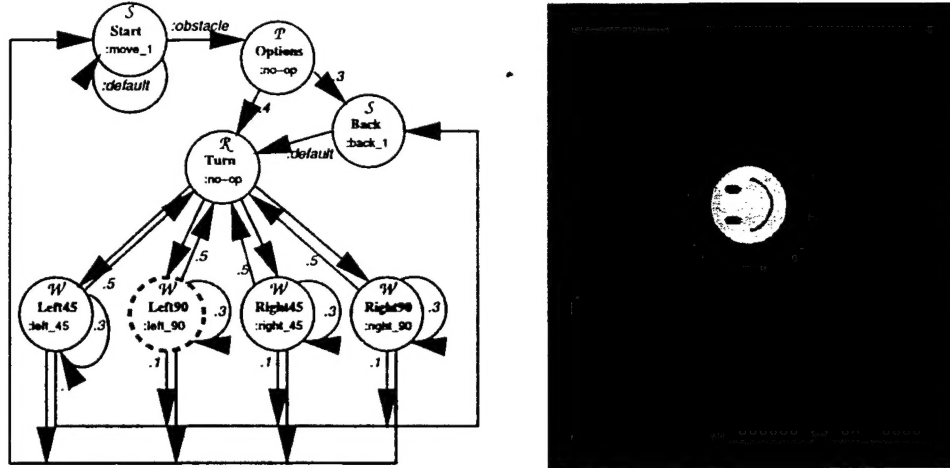 S
Start
:move_1
:default
:obstacle
P
Options
:no-op
.3
.4
S
Back
:back_1
:default
R
Turn
:no-op
.5
.5
.5
.5
W
Left45
:left_45
.3
W
Left90
:left_90
.3
W
Right45
:right_45
.3
W
Right90
:right_90
.3
.1
.1
.1